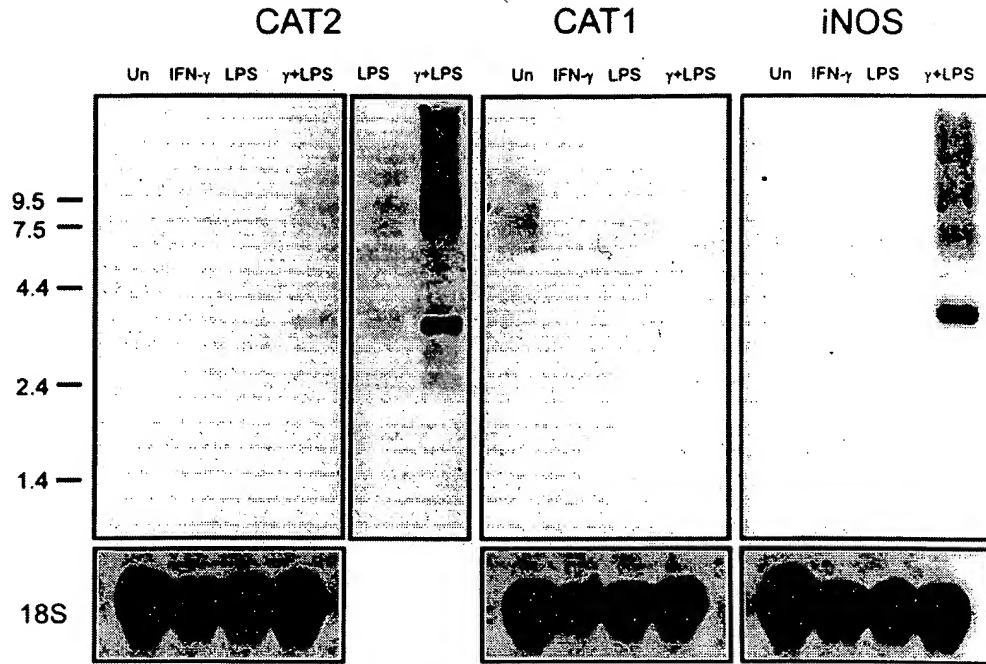 CAT2 CAT1 iNOS
Un IFN-γ LPS γ+LPS LPS γ+LPS Un IFN-γ LPS γ+LPS Un IFN-γ LPS γ+LPS
9.5
7.5
4.4
2.4
1.4
18S